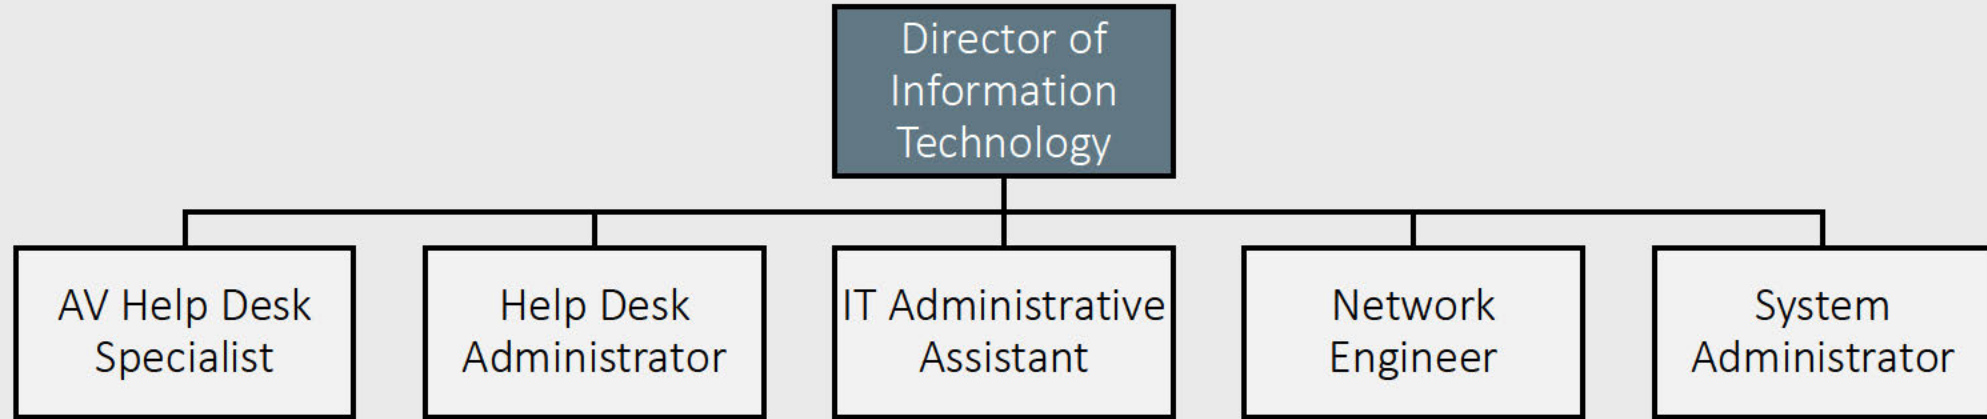 Director of
Information
Technology
AV Help Desk
Specialist
Help Desk
Administrator
IT Administrative
Assistant
Network
Engineer
System
Administrator